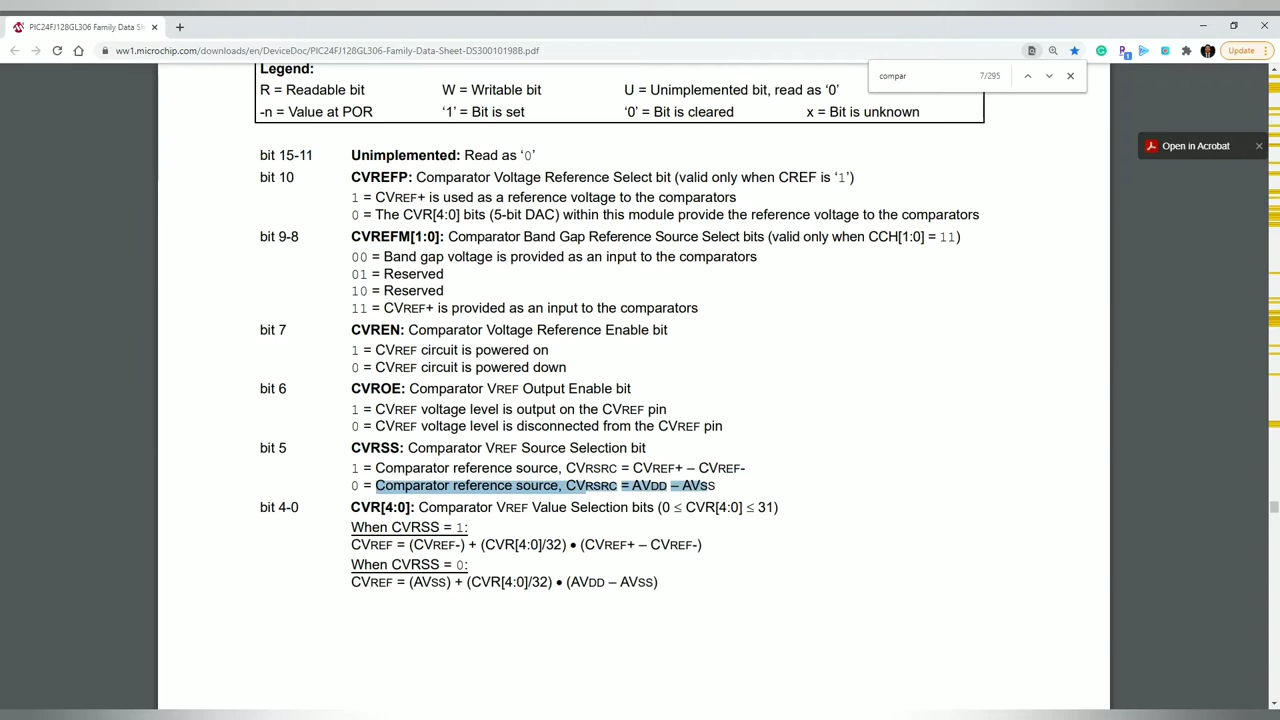 PIC24FJ128GL306 Family Data Sh
ww1.microchip.com/downloads/en/DeviceDoc/PIC24FJ128GL306-Family-Data-Sheet-DS30010198B.pdf
Update
compar 7/295
Open in Acrobat
Legend:
R = Readable bit W = Writable bit U = Unimplemented bit, read as ‘0’
-n = Value at POR ‘1’ = Bit is set ‘0’ = Bit is cleared x = Bit is unknown
bit 15-11 Unimplemented: Read as ‘0’
bit 10 CVREFP: Comparator Voltage Reference Select bit (valid only when CREF is ‘1’)
1 = CVREF+ is used as a reference voltage to the comparators
0 = The CVR[4:0] bits (5-bit DAC) within this module provide the reference voltage to the comparators
bit 9-8 CVREFM[1:0]: Comparator Band Gap Reference Source Select bits (valid only when CCH[1:0] = 11)
00 = Band gap voltage is provided as an input to the comparators
01 = Reserved
10 = Reserved
11 = CVREF+ is provided as an input to the comparators
bit 7 CVREN: Comparator Voltage Reference Enable bit
1 = CVREF circuit is powered on
0 = CVREF circuit is powered down
bit 6 CVROE: Comparator VREF Output Enable bit
1 = CVREF voltage level is output on the CVREF pin
0 = CVREF voltage level is disconnected from the CVREF pin
bit 5 CVRSS: Comparator VREF Source Selection bit
1 = Comparator reference source, CVRSRC = CVREF+ – CVREF-
0 = Comparator reference source, CVRSRC = AVDD – AVSS
bit 4-0 CVR[4:0]: Comparator VREF Value Selection bits (0 ≤ CVR[4:0] ≤ 31)
When CVRSS = 1:
CVREF = (CVREF-) + (CVR[4:0]/32) • (CVREF+ – CVREF-)
When CVRSS = 0:
CVREF = (AVSS) + (CVR[4:0]/32) • (AVDD – AVSS)